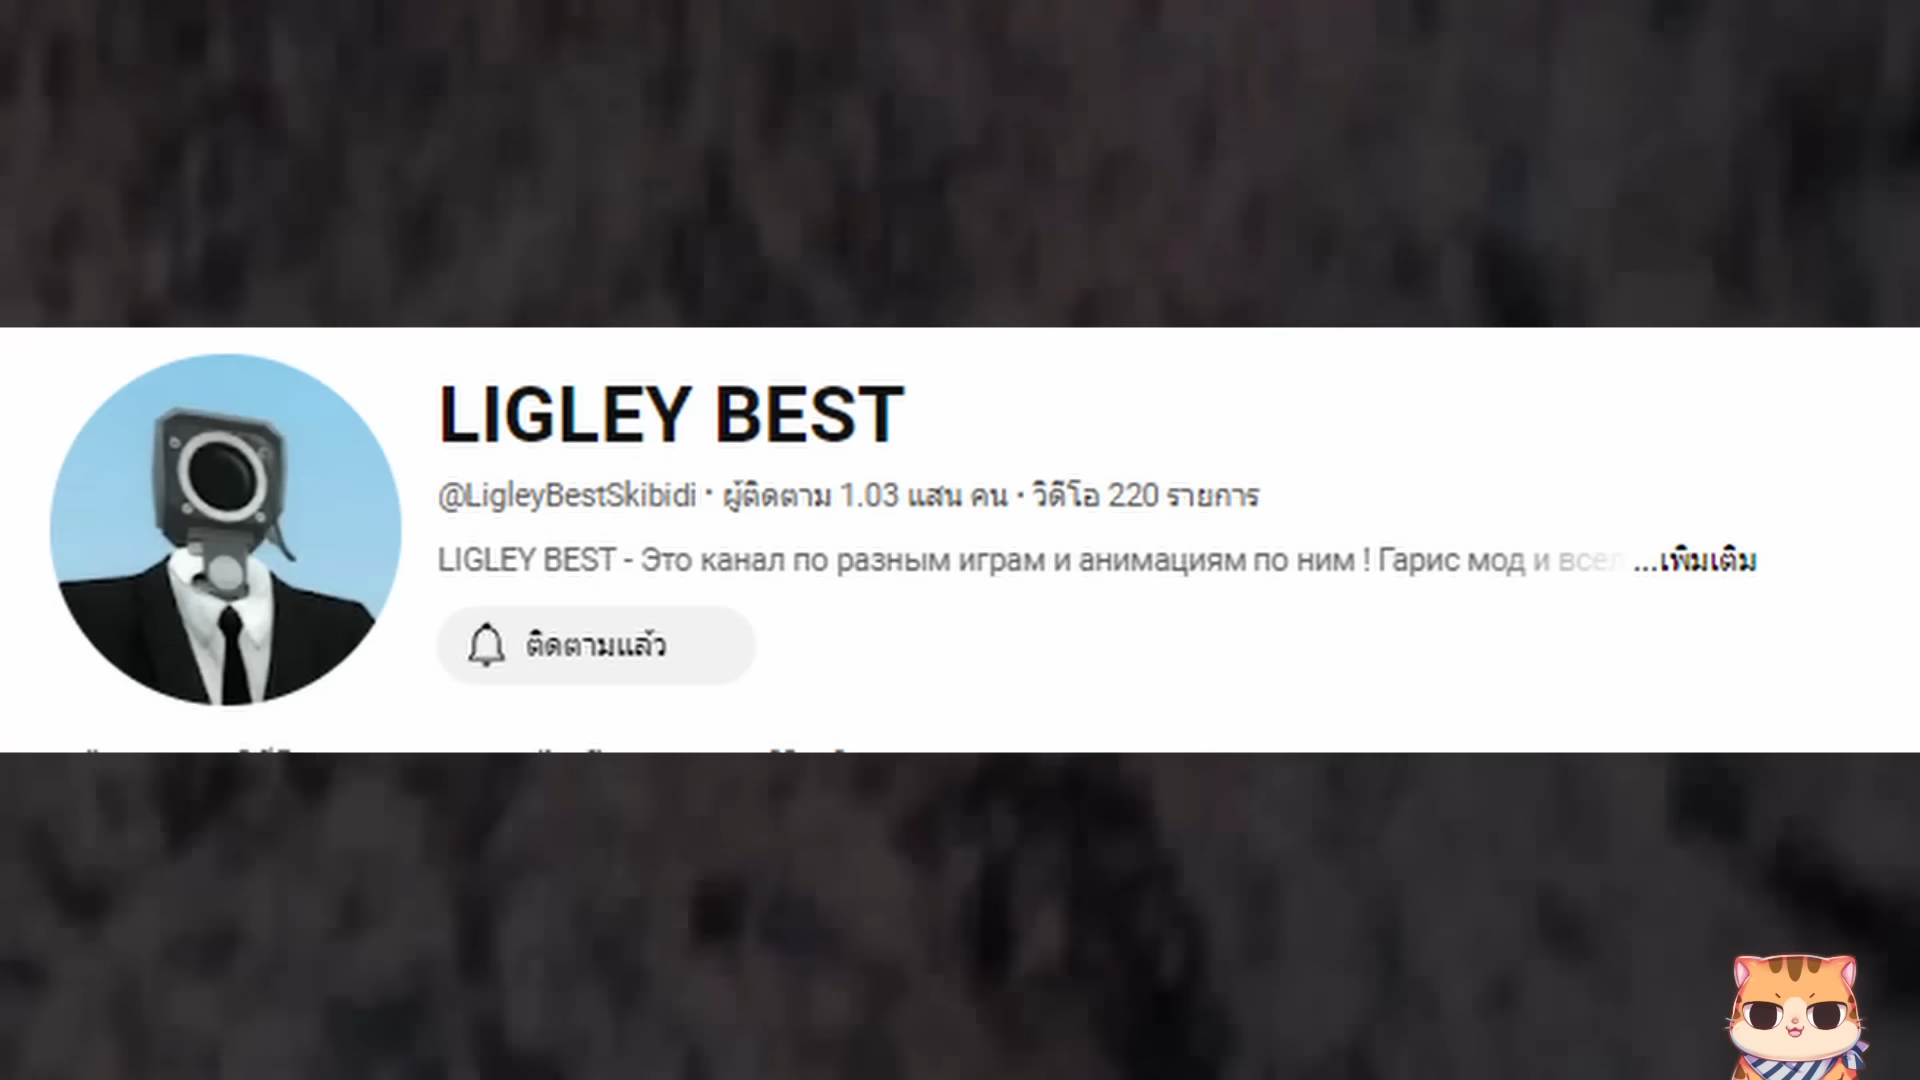 LIGLEY BEST
@LigleyBestSkibidi · ผู้ติดตาม 1.03 แสน คน · วิดีโอ 220 รายการ
LIGLEY BEST - Это канал по разным играм и анимациям по ним ! Гарис мод и ...เพิ่มเติม
ติดตามแล้ว